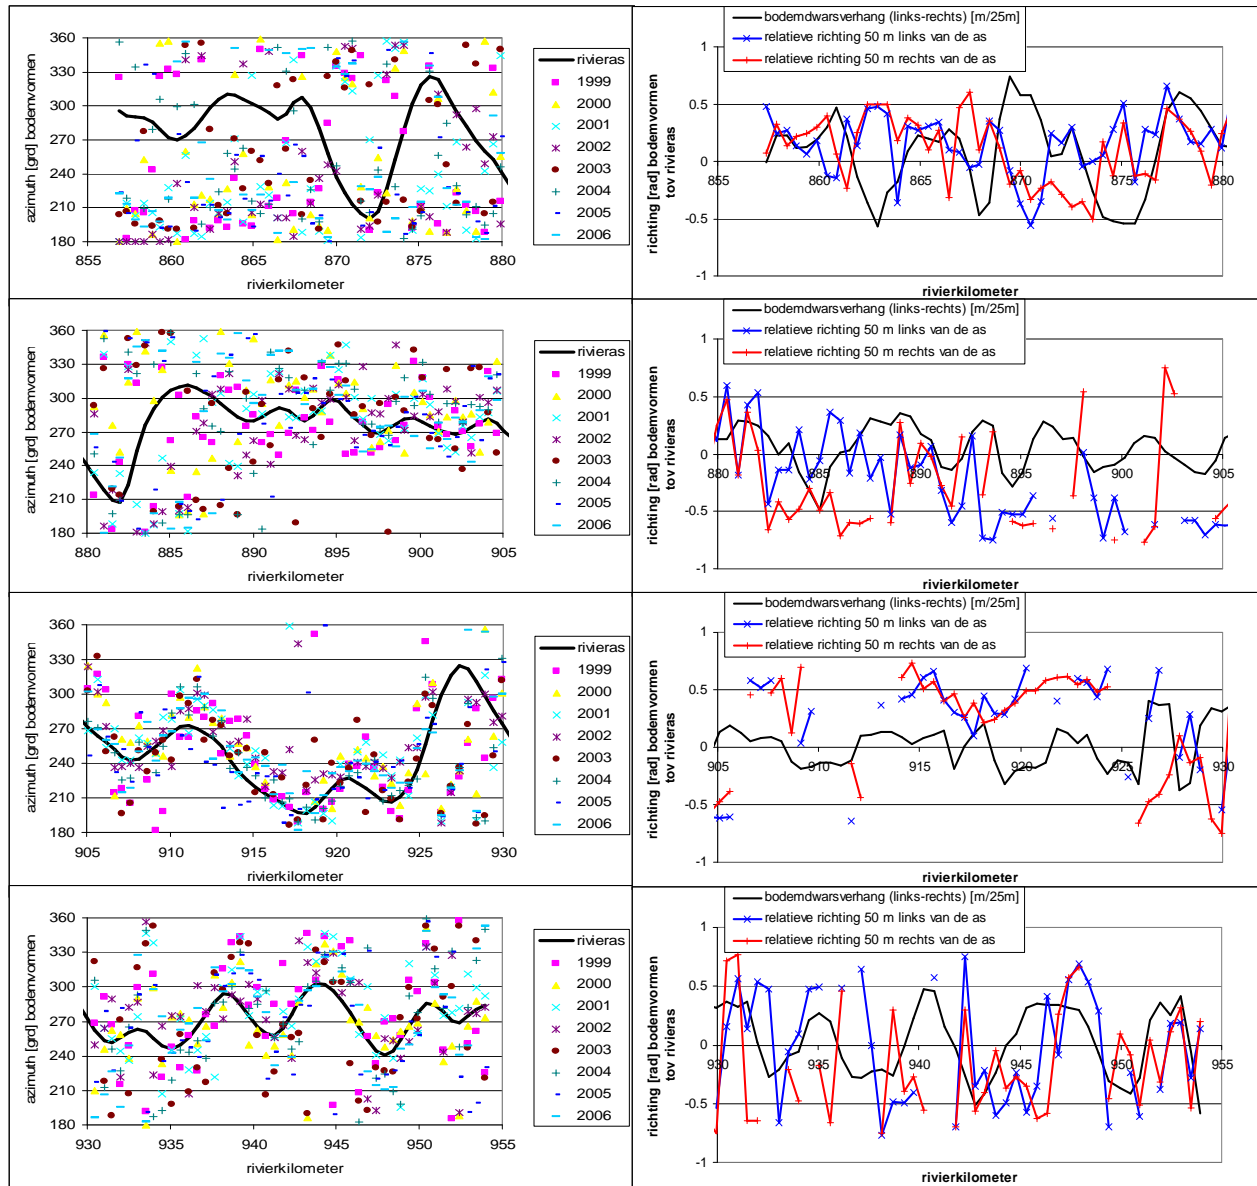 azimuth [grd] bodemvormen
360
330
300
270
240
210
180
855 860 865 870 875 880
rivierkilometer
rivieras
1999
2000
2001
2002
2003
2004
2005
2006
richting [rad] bodemvormen
tov rivieras
bodemdwarsverhang (links-rechts) [m/25m]
relatieve richting 50 m links van de as
relatieve richting 50 m rechts van de as
1
0.5
0
-0.5
-1
855 860 865 870 875 880
rivierkilometer
azimuth [grd] bodemvormen
360
330
300
270
240
210
180
880 885 890 895 900 905
rivierkilometer
rivieras
1999
2000
2001
2002
2003
2004
2005
2006
richting [rad] bodemvormen
tov rivieras
bodemdwarsverhang (links-rechts) [m/25m]
relatieve richting 50 m links van de as
relatieve richting 50 m rechts van de as
1
0.5
0
-0.5
-1
880 885 890 895 900 905
rivierkilometer
azimuth [grd] bodemvormen
360
330
300
270
240
210
180
905 910 915 920 925 930
rivierkilometer
rivieras
1999
2000
2001
2002
2003
2004
2005
2006
richting [rad] bodemvormen
tov rivieras
bodemdwarsverhang (links-rechts) [m/25m]
relatieve richting 50 m links van de as
relatieve richting 50 m rechts van de as
1
0.5
0
-0.5
-1
905 910 915 920 925 930
rivierkilometer
azimuth [grd] bodemvormen
360
330
300
270
240
210
180
930 935 940 945 950 955
rivierkilometer
rivieras
1999
2000
2001
2002
2003
2004
2005
2006
richting [rad] bodemvormen
tov rivieras
bodemdwarsverhang (links-rechts) [m/25m]
relatieve richting 50 m links van de as
relatieve richting 50 m rechts van de as
1
0.5
0
-0.5
-1
930 935 940 945 950 955
rivierkilometer